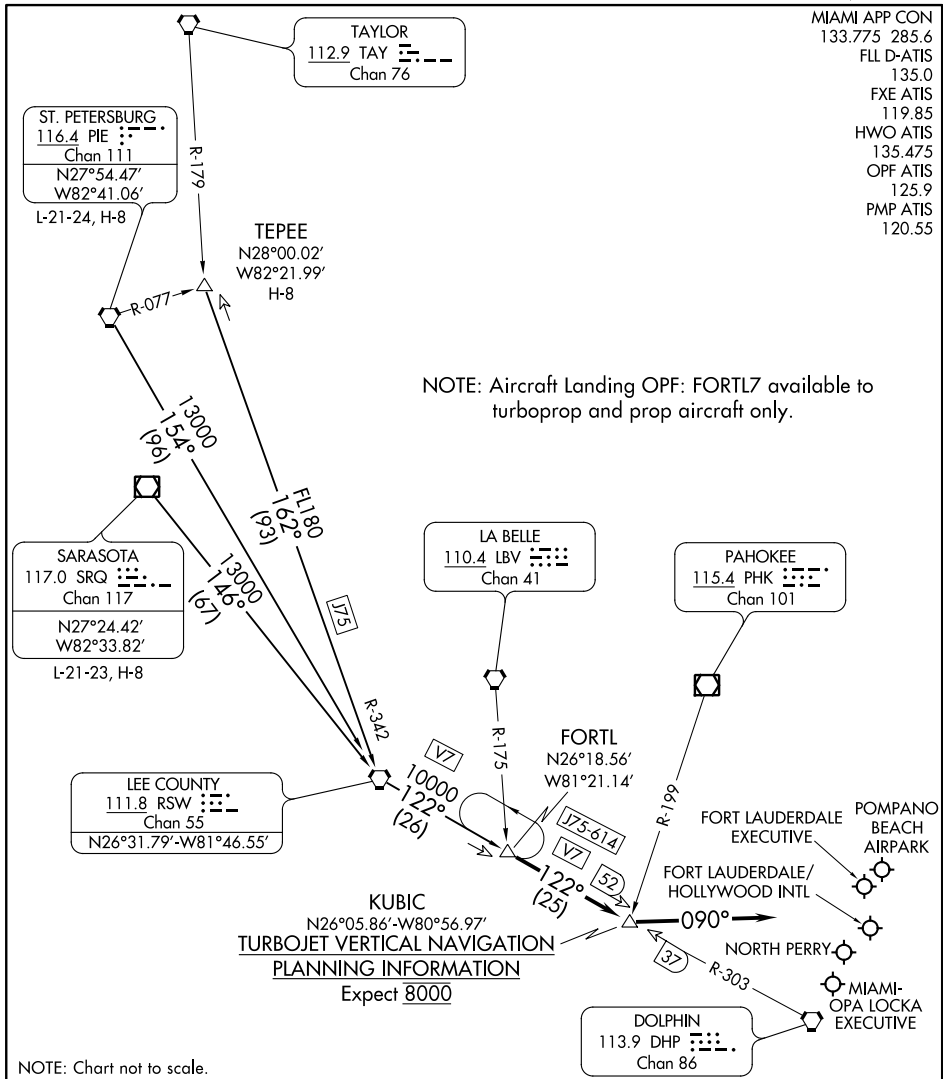 MIAMI APP CON
133.775 285.6
FLL D-ATIS
135.0
FXE ATIS
119.85
HWO ATIS
135.475
OPF ATIS
125.9
PMP ATIS
120.55
TAYLOR
112.9 TAY
Chan 76
ST. PETERSBURG
116.4 PIE
Chan 111
N27°54.47'
W82°41.06'
L-21-24, H-8
R-179
TEPEE
N28°00.02'
W82°21.99'
H-8
R-077
NOTE: Aircraft Landing OPF: FORTL7 available to
turboprop and prop aircraft only.
13000
154°
(96)
FL180
162°
(93)
J75
R-342
SARASOTA
117.0 SRQ
Chan 117
N27°24.42'
W82°33.82'
L-21-23, H-8
13000
146°
(67)
LA BELLE
110.4 LBV
Chan 41
R-175
PAHOKEE
115.4 PHK
Chan 101
R-199
LEE COUNTY
111.8 RSW
Chan 55
N26°31.79'-W81°46.55'
V7
10000
122°
(26)
FORTL
N26°18.56'
W81°21.14'
J75-614
V7
122°
(25)
52
KUBIC
N26°05.86'-W80°56.97'
TURBOJET VERTICAL NAVIGATION
PLANNING INFORMATION
Expect 8000
090°
FORT LAUDERDALE
EXECUTIVE
POMPANO
BEACH
AIRPARK
FORT LAUDERDALE/
HOLLYWOOD INTL
NORTH PERRY
MIAMI-
OPA LOCKA
EXECUTIVE
37
R-303
DOLPHIN
113.9 DHP
Chan 86
NOTE: Chart not to scale.